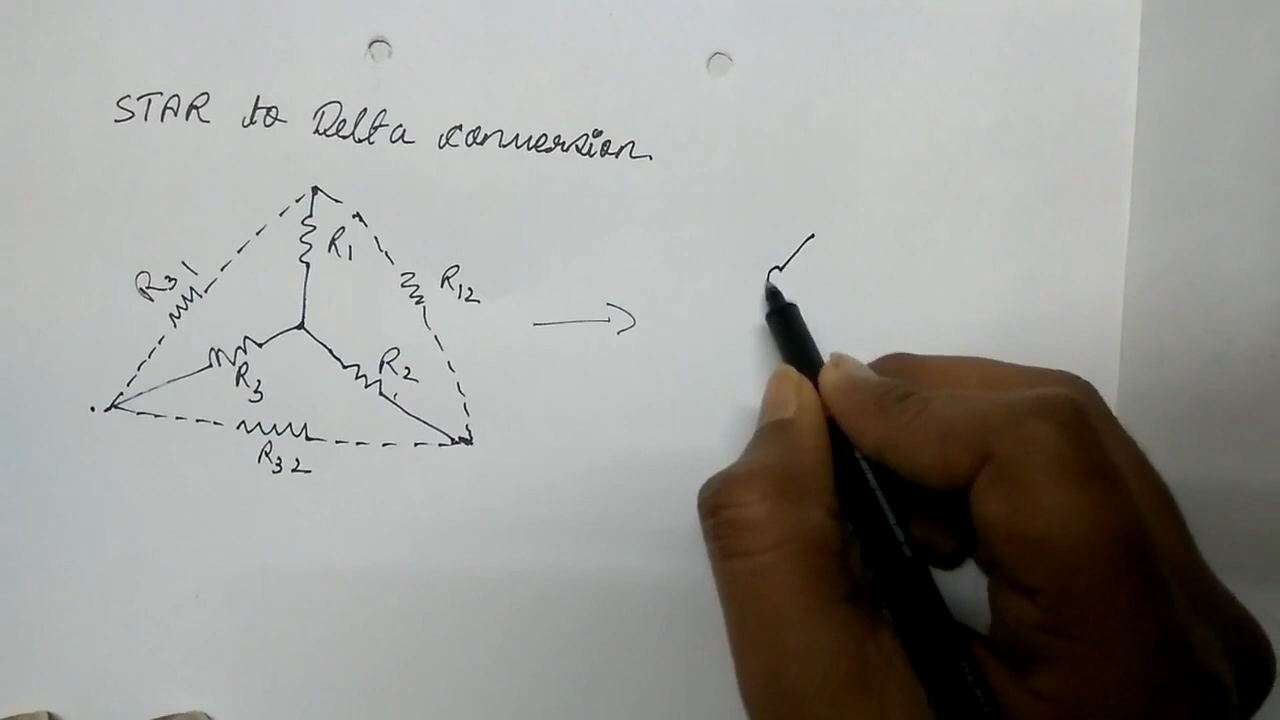 STAR to Delta conversion.
R1
R31
R12
R2
R3
R32